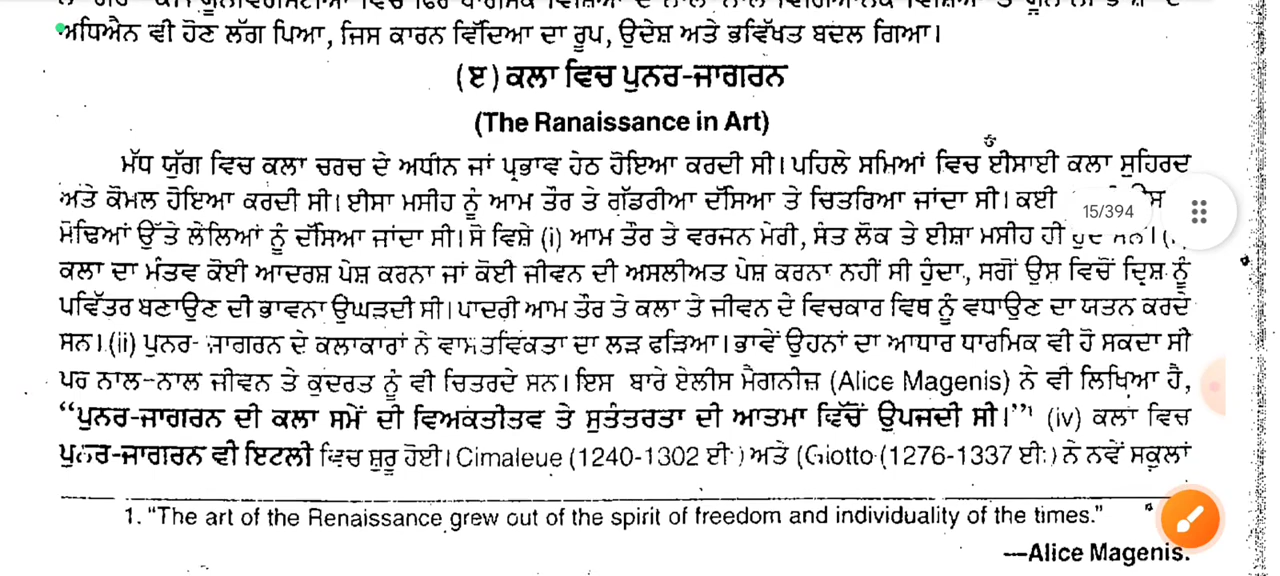 ਅਧਿਐਨ ਵੀ ਹੋਣ ਲੱਗ ਪਿਆ, ਜਿਸ ਕਾਰਨ ਵਿੱਦਿਆ ਦਾ ਰੂਪ, ਉਦੇਸ਼ ਅਤੇ ਭਵਿੱਖਤ ਬਦਲ ਗਿਆ।
(ੲ) ਕਲਾ ਵਿਚ ਪੁਨਰ-ਜਾਗਰਨ
(The Ranaissance in Art)
ਮੱਧ ਯੁੱਗ ਵਿਚ ਕਲਾ ਚਰਚ ਦੇ ਅਧੀਨ ਜਾਂ ਪ੍ਰਭਾਵ ਹੇਠ ਹੋਇਆ ਕਰਦੀ ਸੀ। ਪਹਿਲੇ ਸਮਿਆਂ ਵਿਚ ਈਸਾਈ ਕਲਾ ਸੁਹਿਰਦ
ਅਤੇ ਕੋਮਲ ਹੋਇਆ ਕਰਦੀ ਸੀ। ਈਸਾ ਮਸੀਹ ਨੂੰ ਆਮ ਤੌਰ ਤੇ ਗੱਡਰੀਆ ਦੱਸਿਆ ਤੇ ਚਿਤਰਿਆ ਜਾਂਦਾ ਸੀ। ਕਈ
15/394
ਮੋਢਿਆਂ ਉੱਤੇ ਲੇਲਿਆਂ ਨੂੰ ਦੱਸਿਆ ਜਾਂਦਾ ਸੀ। ਸੋ ਵਿਸ਼ੇ (i) ਆਮ ਤੌਰ ਤੇ ਵਰਜਨ ਮੇਰੀ, ਸੰਤ ਲੋਕ ਤੇ ਈਸ਼ਾ ਮਸੀਹ ਹੀ ਹੁੰਦੇ ਸਨ।
ਕਲਾ ਦਾ ਮੰਤਵ ਕੋਈ ਆਦਰਸ਼ ਪੇਸ਼ ਕਰਨਾ ਜਾਂ ਕੋਈ ਜੀਵਨ ਦੀ ਅਸਲੀਅਤ ਪੇਸ਼ ਕਰਨਾ ਨਹੀਂ ਸੀ ਹੁੰਦਾ, ਸਗੋਂ ਉਸ ਵਿਚੋਂ ਦ੍ਰਿਸ਼ ਨੂੰ
ਪਵਿੱਤਰ ਬਣਾਉਣ ਦੀ ਭਾਵਨਾ ਉਘੜਦੀ ਸੀ। ਪਾਦਰੀ ਆਮ ਤੌਰ ਤੇ ਕਲਾ ਤੇ ਜੀਵਨ ਦੇ ਵਿਚਕਾਰ ਵਿਥ ਨੂੰ ਵਧਾਉਣ ਦਾ ਯਤਨ ਕਰਦੇ
ਸਨ। (ii) ਪੁਨਰ-ਜਾਗਰਨ ਦੇ ਕਲਾਕਾਰਾਂ ਨੇ ਵਾਸਤਵਿਕਤਾ ਦਾ ਲੜ ਫੜਿਆ। ਭਾਵੇਂ ਉਹਨਾਂ ਦਾ ਆਧਾਰ ਧਾਰਮਿਕ ਵੀ ਹੋ ਸਕਦਾ ਸੀ
ਪਰ ਨਾਲ-ਨਾਲ ਜੀਵਨ ਤੇ ਕੁਦਰਤ ਨੂੰ ਵੀ ਚਿਤਰਦੇ ਸਨ। ਇਸ ਬਾਰੇ ਏਲੀਸ ਮੈਗਨੀਜ਼ (Alice Magenis) ਨੇ ਵੀ ਲਿਖਿਆ ਹੈ,
“ਪੁਨਰ-ਜਾਗਰਨ ਦੀ ਕਲਾ ਸਮੇਂ ਦੀ ਵਿਅਕਤੀਤਵ ਤੇ ਸੁਤੰਤਰਤਾ ਦੀ ਆਤਮਾ ਵਿੱਚੋਂ ਉਪਜਦੀ ਸੀ।”¹ (iv) ਕਲਾ ਵਿਚ
ਪੁਨਰ-ਜਾਗਰਨ ਵੀ ਇਟਲੀ ਵਿਚ ਸ਼ੁਰੂ ਹੋਈ। Cimaleue (1240-1302 ਈ:) ਅਤੇ (Giotto (1276-1337 ਈ:) ਨੇ ਨਵੇਂ ਸਕੂਲਾਂ
1. “The art of the Renaissance grew out of the spirit of freedom and individuality of the times.”
—Alice Magenis.